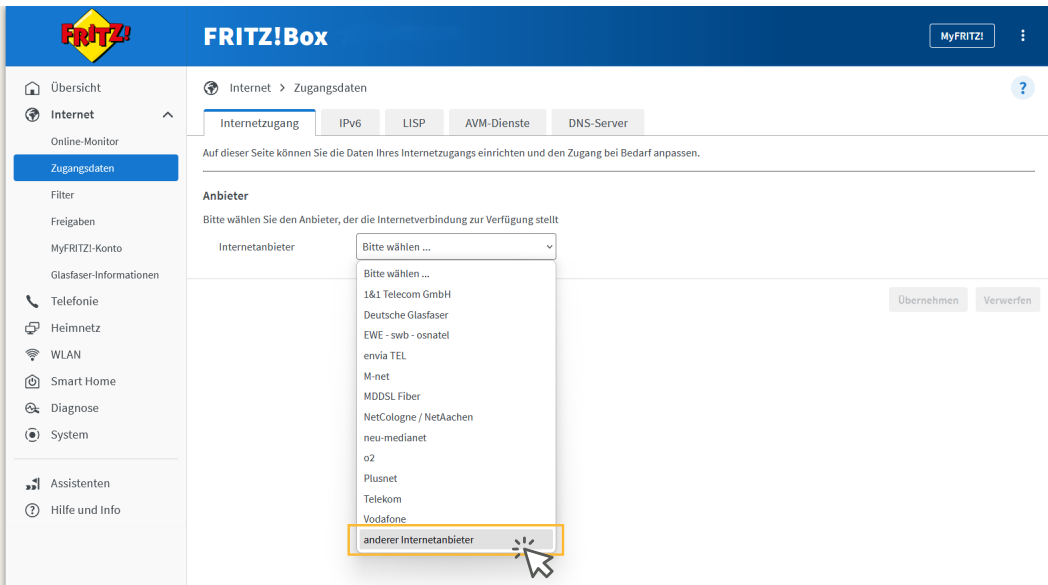 FRITZ!
FRITZ!Box
MyFRITZ!
Übersicht
Internet
Online-Monitor
Zugangsdaten
Filter
Freigaben
MyFRITZ!-Konto
Glasfaser-Informationen
Telefonie
Heimnetz
WLAN
Smart Home
Diagnose
System
Assistenten
Hilfe und Info
Internet > Zugangsdaten
?
Internetzugang IPv6 LISP AVM-Dienste DNS-Server
Auf dieser Seite können Sie die Daten Ihres Internetzugangs einrichten und den Zugang bei Bedarf anpassen.
Anbieter
Bitte wählen Sie den Anbieter, der die Internetverbindung zur Verfügung stellt
Internetanbieter Bitte wählen ...
Bitte wählen ...
1&1 Telecom GmbH
Deutsche Glasfaser
EWE - swb - osnatel
envia TEL
M-net
MDDSL Fiber
NetCologne / NetAachen
neu-medianet
o2
Plusnet
Telekom
Vodafone
anderer Internetanbieter
Übernehmen Verwerfen